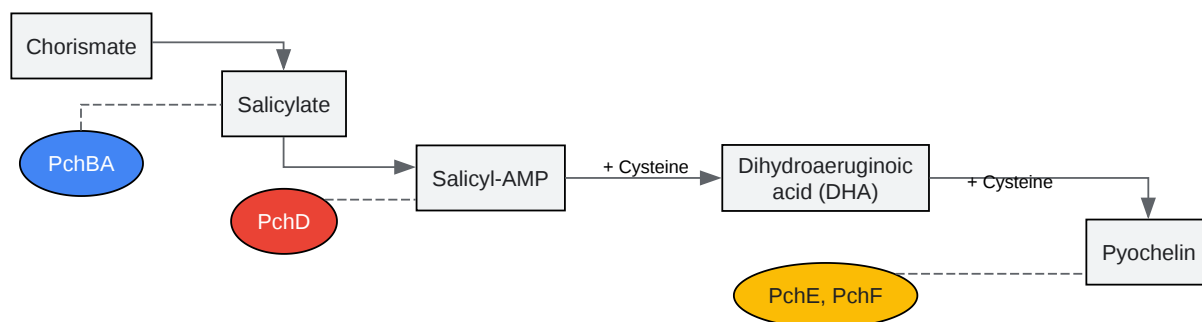 Chorismate
Salicylate
PchBA
Salicyl-AMP
+ Cysteine
Dihydroaeruginoic
acid (DHA)
+ Cysteine
PchD
Pyochelin
PchE, PchF